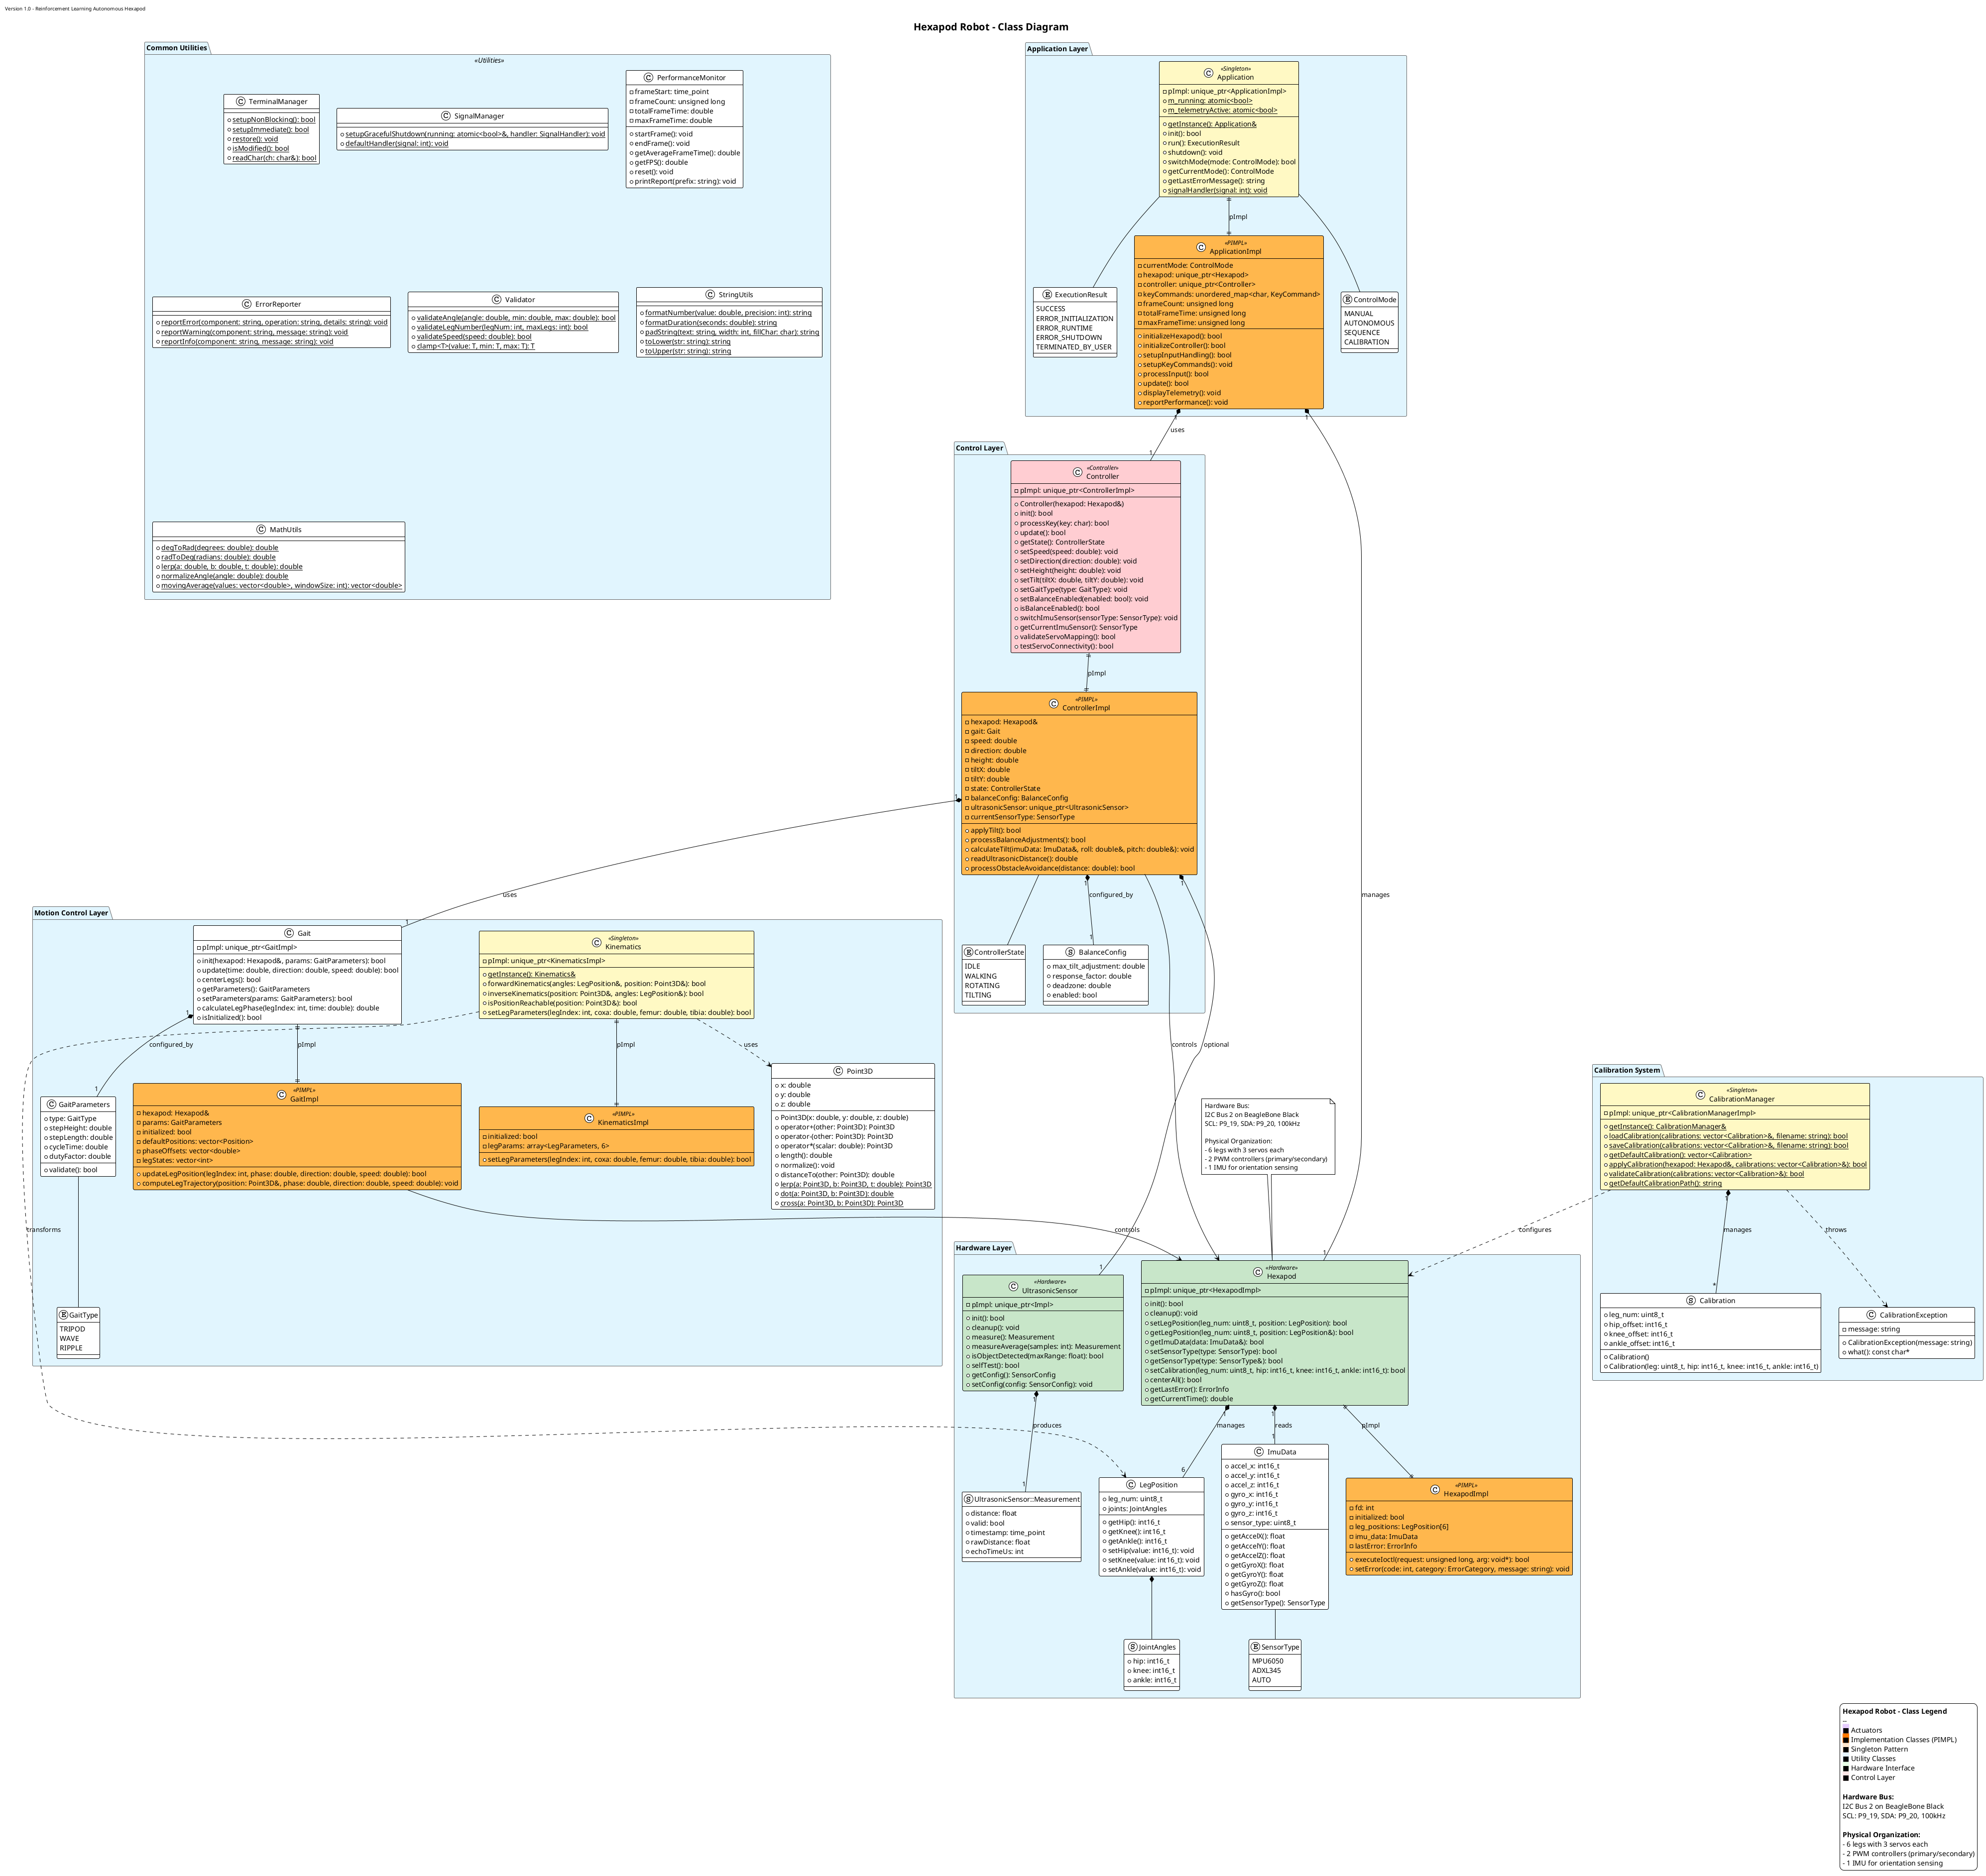 Version 1.0 - Reinforcement Learning Autonomous Hexapod
Hexapod Robot - Class Diagram
Common Utilities
«Utilities»
C TerminalManager
setupNonBlocking(): bool
setupImmediate(): bool
restore(): void
isModified(): bool
readChar(ch: char&): bool
C SignalManager
setupGracefulShutdown(running: atomic<bool>&, handler: SignalHandler): void
defaultHandler(signal: int): void
C PerformanceMonitor
frameStart: time_point
frameCount: unsigned long
totalFrameTime: double
maxFrameTime: double
startFrame(): void
endFrame(): void
getAverageFrameTime(): double
getFPS(): double
reset(): void
printReport(prefix: string): void
C ErrorReporter
reportError(component: string, operation: string, details: string): void
reportWarning(component: string, message: string): void
reportInfo(component: string, message: string): void
C Validator
validateAngle(angle: double, min: double, max: double): bool
validateLegNumber(legNum: int, maxLegs: int): bool
validateSpeed(speed: double): bool
clamp<T>(value: T, min: T, max: T): T
C StringUtils
formatNumber(value: double, precision: int): string
formatDuration(seconds: double): string
padString(text: string, width: int, fillChar: char): string
toLower(str: string): string
toUpper(str: string): string
C MathUtils
degToRad(degrees: double): double
radToDeg(radians: double): double
lerp(a: double, b: double, t: double): double
normalizeAngle(angle: double): double
movingAverage(values: vector<double>, windowSize: int): vector<double>
Application Layer
«Singleton»
C Application
pImpl: unique_ptr<ApplicationImpl>
m_running: atomic<bool>
m_telemetryActive: atomic<bool>
getInstance(): Application&
init(): bool
run(): ExecutionResult
shutdown(): void
switchMode(mode: ControlMode): bool
getCurrentMode(): ControlMode
getLastErrorMessage(): string
signalHandler(signal: int): void
pImpl
E ExecutionResult
SUCCESS
ERROR_INITIALIZATION
ERROR_RUNTIME
ERROR_SHUTDOWN
TERMINATED_BY_USER
«PIMPL»
C ApplicationImpl
currentMode: ControlMode
hexapod: unique_ptr<Hexapod>
controller: unique_ptr<Controller>
keyCommands: unordered_map<char, KeyCommand>
frameCount: unsigned long
totalFrameTime: unsigned long
maxFrameTime: unsigned long
initializeHexapod(): bool
initializeController(): bool
setupInputHandling(): bool
setupKeyCommands(): void
processInput(): bool
update(): bool
displayTelemetry(): void
reportPerformance(): void
E ControlMode
MANUAL
AUTONOMOUS
SEQUENCE
CALIBRATION
1
1
uses
1
Control Layer
«Controller»
C Controller
pImpl: unique_ptr<ControllerImpl>
Controller(hexapod: Hexapod&)
init(): bool
processKey(key: char): bool
update(): bool
getState(): ControllerState
setSpeed(speed: double): void
setDirection(direction: double): void
setHeight(height: double): void
setTilt(tiltX: double, tiltY: double): void
setGaitType(type: GaitType): void
setBalanceEnabled(enabled: bool): void
isBalanceEnabled(): bool
switchImuSensor(sensorType: SensorType): void
getCurrentImuSensor(): SensorType
validateServoMapping(): bool
testServoConnectivity(): bool
pImpl
«PIMPL»
C ControllerImpl
hexapod: Hexapod&
gait: Gait
speed: double
direction: double
height: double
tiltX: double
tiltY: double
state: ControllerState
balanceConfig: BalanceConfig
ultrasonicSensor: unique_ptr<UltrasonicSensor>
currentSensorType: SensorType
applyTilt(): bool
processBalanceAdjustments(): bool
calculateTilt(imuData: ImuData&, roll: double&, pitch: double&): void
readUltrasonicDistance(): double
processObstacleAvoidance(distance: double): bool
1
1
1
uses
configured_by
manages
1
1
E ControllerState
IDLE
WALKING
ROTATING
TILTING
S BalanceConfig
max_tilt_adjustment: double
response_factor: double
deadzone: double
enabled: bool
controls
optional
Motion Control Layer
C Gait
pImpl: unique_ptr<GaitImpl>
init(hexapod: Hexapod&, params: GaitParameters): bool
update(time: double, direction: double, speed: double): bool
centerLegs(): bool
getParameters(): GaitParameters
setParameters(params: GaitParameters): bool
calculateLegPhase(legIndex: int, time: double): double
isInitialized(): bool
«Singleton»
C Kinematics
pImpl: unique_ptr<KinematicsImpl>
getInstance(): Kinematics&
forwardKinematics(angles: LegPosition&, position: Point3D&): bool
inverseKinematics(position: Point3D&, angles: LegPosition&): bool
isPositionReachable(position: Point3D&): bool
setLegParameters(legIndex: int, coxa: double, femur: double, tibia: double): bool
1
configured_by
pImpl
pImpl
uses
1
C GaitParameters
type: GaitType
stepHeight: double
stepLength: double
cycleTime: double
dutyFactor: double
validate(): bool
«PIMPL»
C GaitImpl
hexapod: Hexapod&
params: GaitParameters
initialized: bool
defaultPositions: vector<Position>
phaseOffsets: vector<double>
legStates: vector<int>
updateLegPosition(legIndex: int, phase: double, direction: double, speed: double): bool
computeLegTrajectory(position: Point3D&, phase: double, direction: double, speed: double): void
«PIMPL»
C KinematicsImpl
initialized: bool
legParams: array<LegParameters, 6>
setLegParameters(legIndex: int, coxa: double, femur: double, tibia: double): bool
C Point3D
x: double
y: double
z: double
Point3D(x: double, y: double, z: double)
operator+(other: Point3D): Point3D
operator-(other: Point3D): Point3D
operator*(scalar: double): Point3D
length(): double
normalize(): void
distanceTo(other: Point3D): double
lerp(a: Point3D, b: Point3D, t: double): Point3D
dot(a: Point3D, b: Point3D): double
cross(a: Point3D, b: Point3D): Point3D
transforms
controls
E GaitType
TRIPOD
WAVE
RIPPLE
Hardware Bus:
I2C Bus 2 on BeagleBone Black
SCL: P9_19, SDA: P9_20, 100kHz
Physical Organization:
- 6 legs with 3 servos each
- 2 PWM controllers (primary/secondary)
- 1 IMU for orientation sensing
Calibration System
«Singleton»
C CalibrationManager
pImpl: unique_ptr<CalibrationManagerImpl>
getInstance(): CalibrationManager&
loadCalibration(calibrations: vector<Calibration>&, filename: string): bool
saveCalibration(calibrations: vector<Calibration>&, filename: string): bool
getDefaultCalibration(): vector<Calibration>
applyCalibration(hexapod: Hexapod&, calibrations: vector<Calibration>&): bool
validateCalibration(calibrations: vector<Calibration>&): bool
getDefaultCalibrationPath(): string
1
configures
manages
throws
*
S Calibration
leg_num: uint8_t
hip_offset: int16_t
knee_offset: int16_t
ankle_offset: int16_t
Calibration()
Calibration(leg: uint8_t, hip: int16_t, knee: int16_t, ankle: int16_t)
C CalibrationException
message: string
CalibrationException(message: string)
what(): const char*
Hardware Layer
1
1
«Hardware»
C UltrasonicSensor
pImpl: unique_ptr<Impl>
init(): bool
cleanup(): void
measure(): Measurement
measureAverage(samples: int): Measurement
isObjectDetected(maxRange: float): bool
selfTest(): bool
getConfig(): SensorConfig
setConfig(config: SensorConfig): void
«Hardware»
C Hexapod
pImpl: unique_ptr<HexapodImpl>
init(): bool
cleanup(): void
setLegPosition(leg_num: uint8_t, position: LegPosition): bool
getLegPosition(leg_num: uint8_t, position: LegPosition&): bool
getImuData(data: ImuData&): bool
setSensorType(type: SensorType): bool
getSensorType(type: SensorType&): bool
setCalibration(leg_num: uint8_t, hip: int16_t, knee: int16_t, ankle: int16_t): bool
centerAll(): bool
getLastError(): ErrorInfo
getCurrentTime(): double
1
produces
1
1
manages
1
reads
pImpl
6
1
S UltrasonicSensor::Measurement
distance: float
valid: bool
timestamp: time_point
rawDistance: float
echoTimeUs: int
C LegPosition
leg_num: uint8_t
joints: JointAngles
getHip(): int16_t
getKnee(): int16_t
getAnkle(): int16_t
setHip(value: int16_t): void
setKnee(value: int16_t): void
setAnkle(value: int16_t): void
C ImuData
accel_x: int16_t
accel_y: int16_t
accel_z: int16_t
gyro_x: int16_t
gyro_y: int16_t
gyro_z: int16_t
sensor_type: uint8_t
getAccelX(): float
getAccelY(): float
getAccelZ(): float
getGyroX(): float
getGyroY(): float
getGyroZ(): float
hasGyro(): bool
getSensorType(): SensorType
«PIMPL»
C HexapodImpl
fd: int
initialized: bool
leg_positions: LegPosition[6]
imu_data: ImuData
lastError: ErrorInfo
executeIoctl(request: unsigned long, arg: void*): bool
setError(code: int, category: ErrorCategory, message: string): void
S JointAngles
hip: int16_t
knee: int16_t
ankle: int16_t
E SensorType
MPU6050
ADXL345
AUTO
Hexapod Robot - Class Legend
Actuators
Implementation Classes (PIMPL)
Singleton Pattern
Utility Classes
Hardware Interface
Control Layer
Hardware Bus:
I2C Bus 2 on BeagleBone Black
SCL: P9_19, SDA: P9_20, 100kHz
Physical Organization:
- 6 legs with 3 servos each
- 2 PWM controllers (primary/secondary)
- 1 IMU for orientation sensing